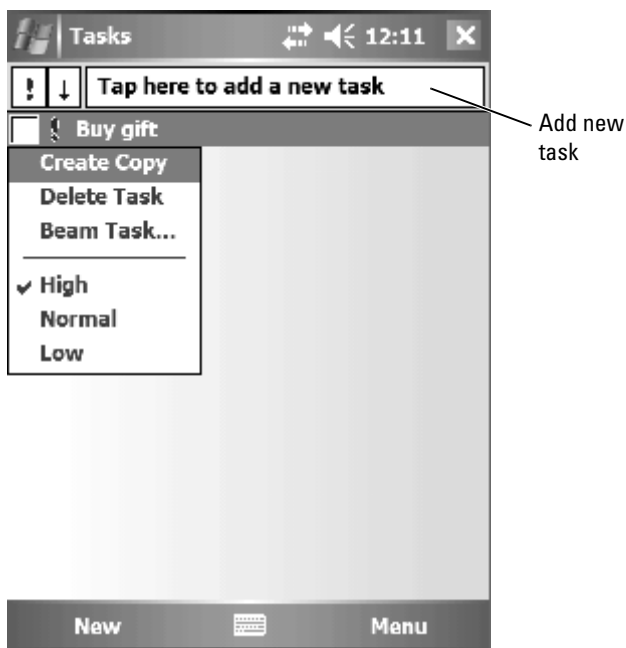 Tasks 12:11
! ↓ Tap here to add a new task
Add new
task
! Buy gift
Create Copy
Delete Task
Beam Task...
High
Normal
Low
New Menu